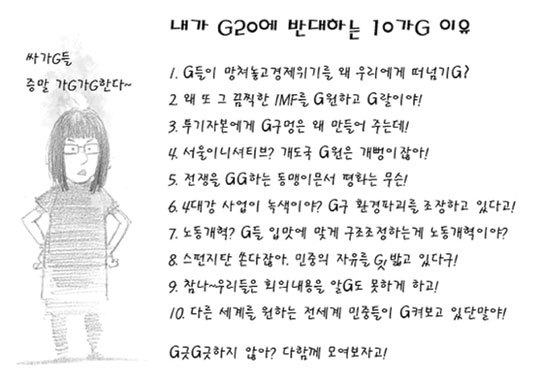 내가 G20에 반대하는 10가G 이유
싸가G들
증말 가G가G한다~
1. G들이 망쳐놓고경제위기를 왜 우리에게 떠넘기G?
2. 왜 또 그 끔찍한 IMF를 G원하고 G랄이야!
3. 투기자본에게 G구멍은 왜 만들어 주는데!
4. 서울이니셔티브? 개도국 G원은 개뻥이잖아!
5. 전쟁을 GG하는 동맹이문서 평화는 무슨!
6. 4대강 사업이 녹색이야? G구 환경파괴를 조장하고 있다고!
7. 노동개혁? G들 입맛에 맞게 구조조정하는게 노동개혁이야?
8. 스펀지탄 쏜다잖아. 민중의 자유를 G밟고 있다구!
9. 참나~우리들은 회의내용을 알G도 못하게 하고!
10. 다른 세계를 원하는 전세계 민중들이 G켜보고 있단말야!
G긋G긋하지 않아? 다함께 모여보자고!